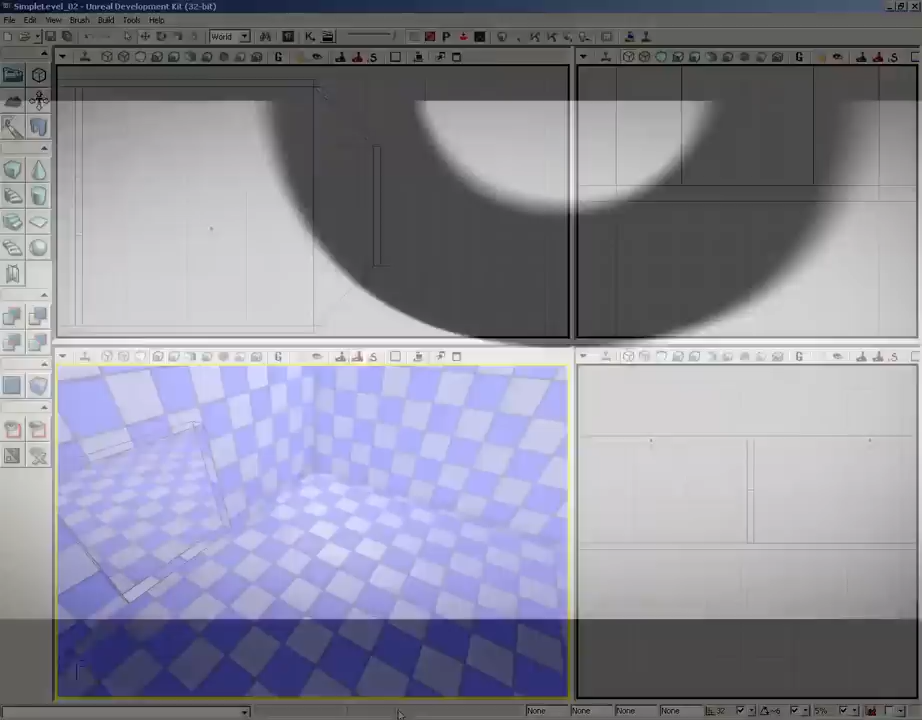 SimpleLevel_02 - Unreal Development Kit (32-bit)
File Edit View Brush Build Tools Help
World
G
G
G
G
None None None None 32 5%